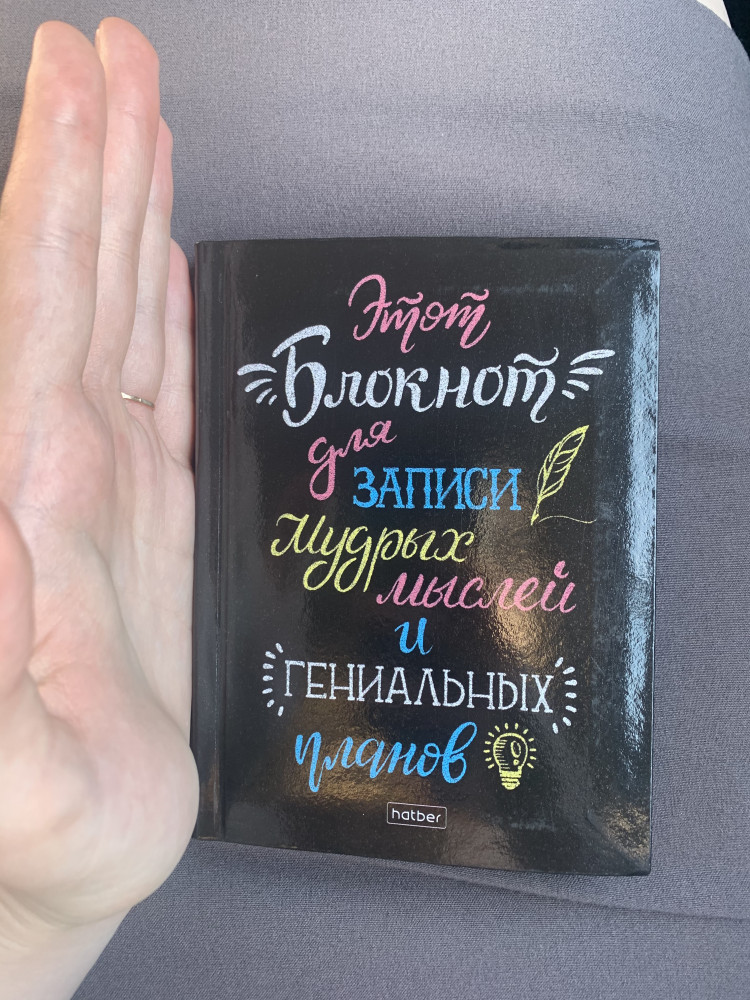 Этот
Блокнот
для
ЗАПИСИ
мудрых
мыслей
и
ГЕНИАЛЬНЫХ
планов
hatber